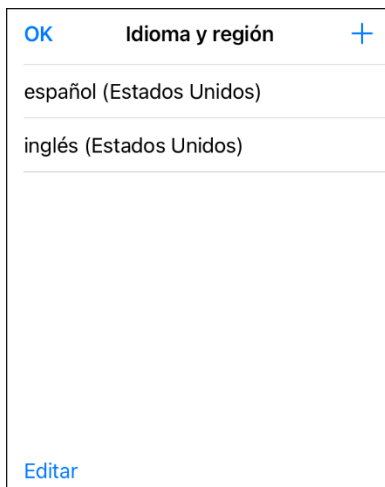 OK Idioma y región +
español (Estados Unidos)
inglés (Estados Unidos)
Editar